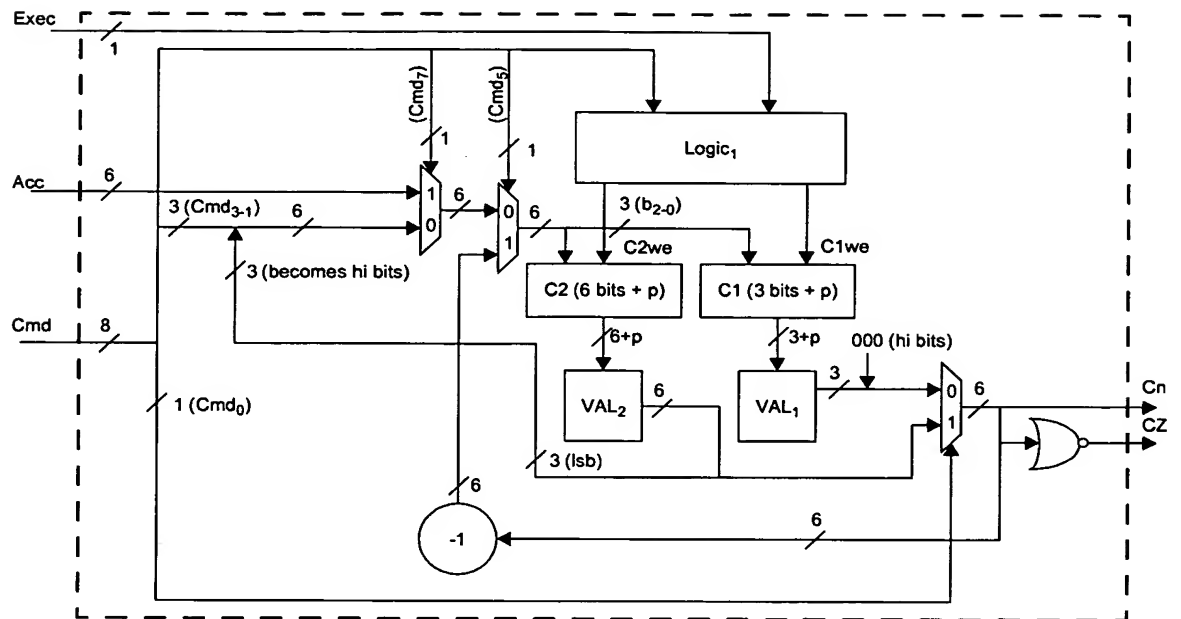 Exec
1
(Cmd₇)
(Cmd₅)
1
1
Logic₁
Acc
6
1
0
6
0
1
6
3 (b₂₋₀)
3 (Cmd₃₋₁)
6
C2we
C1we
3 (becomes hi bits)
C2 (6 bits + p)
C1 (3 bits + p)
Cmd
8
6+p
3+p
000 (hi bits)
VAL₂
6
VAL₁
3
0
1
6
Cn
CZ
1 (Cmd₀)
3 (lsb)
6
-1
6